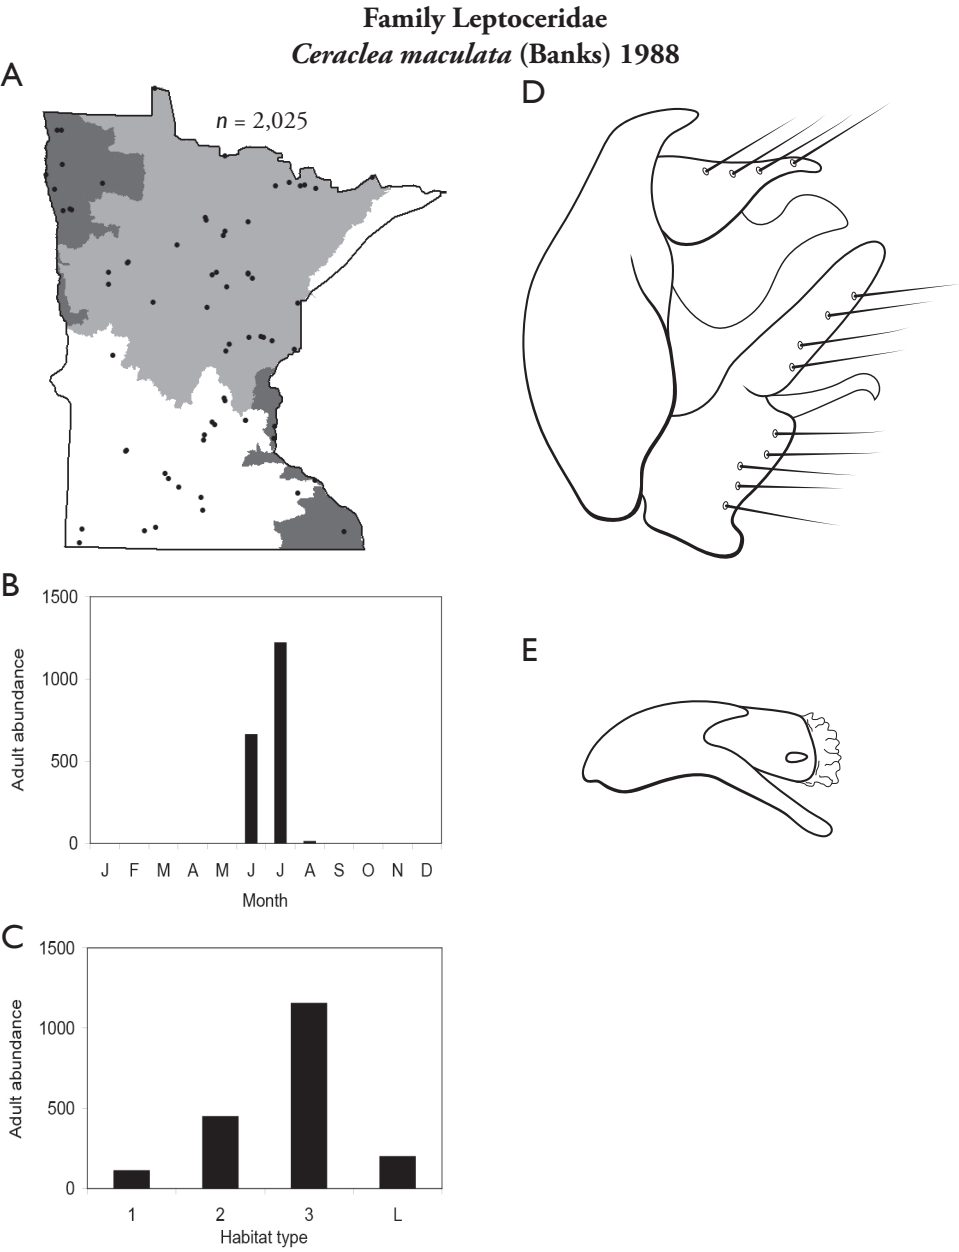 Family Leptoceridae
Ceraclea maculata (Banks) 1988
A
n = 2,025
D
B
1500
1000
500
0
Adult abundance
J F M A M J J A S O N D
Month
E
C
1500
1000
500
0
Adult abundance
1 2 3 L
Habitat type